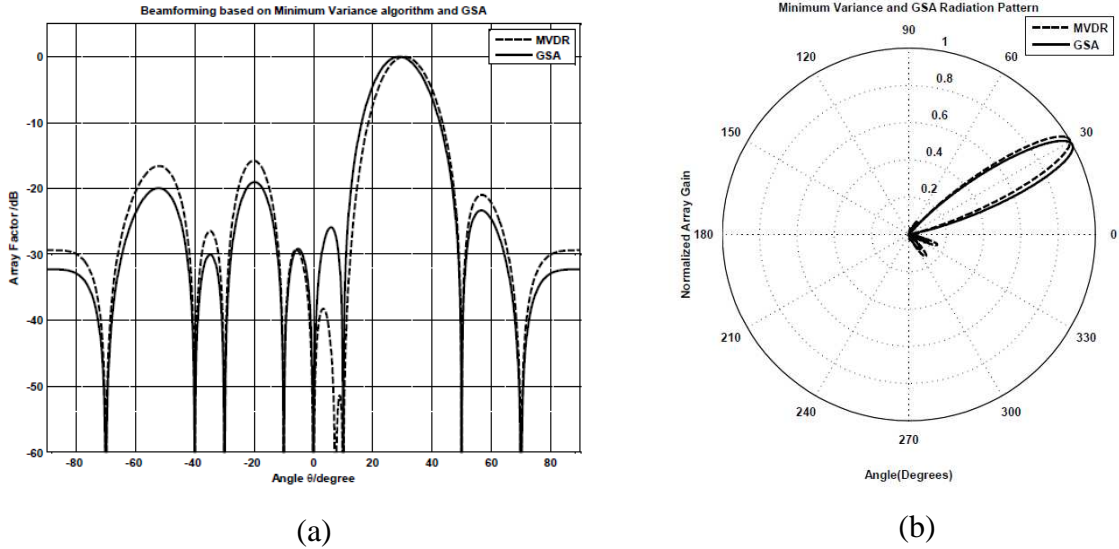 Beamforming based on Minimum Variance algorithm and GSA
MVDR
GSA
0
-10
-20
-30
-40
-50
-60
Array Factor /dB
-80 -60 -40 -20 0 20 40 60 80
Angle θ/degree
(a)
Minimum Variance and GSA Radiation Pattern
MVDR
GSA
90
1
120
60
0.8
0.6
150
30
0.4
0.2
180
0
210
330
240
300
270
Normalized Array Gain
Angle(Degrees)
(b)